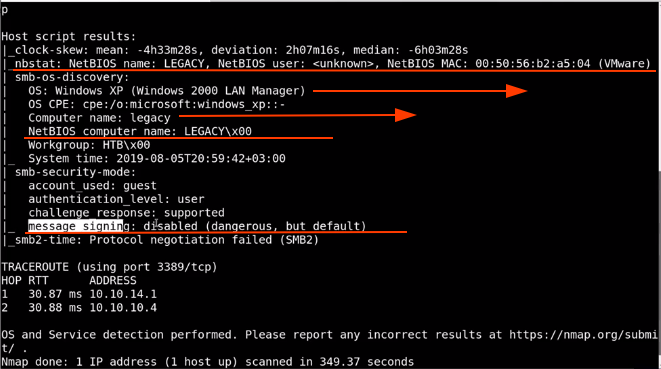 p
Host script results:
|_clock-skew: mean: -4h33m28s, deviation: 2h07m16s, median: -6h03m28s
|_nbstat: NetBIOS name: LEGACY, NetBIOS user: <unknown>, NetBIOS MAC: 00:50:56:b2:a5:04 (VMware)
| smb-os-discovery:
|   OS: Windows XP (Windows 2000 LAN Manager)
|   OS CPE: cpe:/o:microsoft:windows_xp::-
|   Computer name: legacy
|   NetBIOS computer name: LEGACY\x00
|   Workgroup: HTB\x00
|_  System time: 2019-08-05T20:59:42+03:00
| smb-security-mode:
|   account_used: guest
|   authentication_level: user
|   challenge_response: supported
|_  message_signing: disabled (dangerous, but default)
|_smb2-time: Protocol negotiation failed (SMB2)
TRACEROUTE (using port 3389/tcp)
HOP RTT      ADDRESS
1   30.87 ms 10.10.14.1
2   30.88 ms 10.10.10.4
OS and Service detection performed. Please report any incorrect results at https://nmap.org/submi
t/ .
Nmap done: 1 IP address (1 host up) scanned in 349.37 seconds